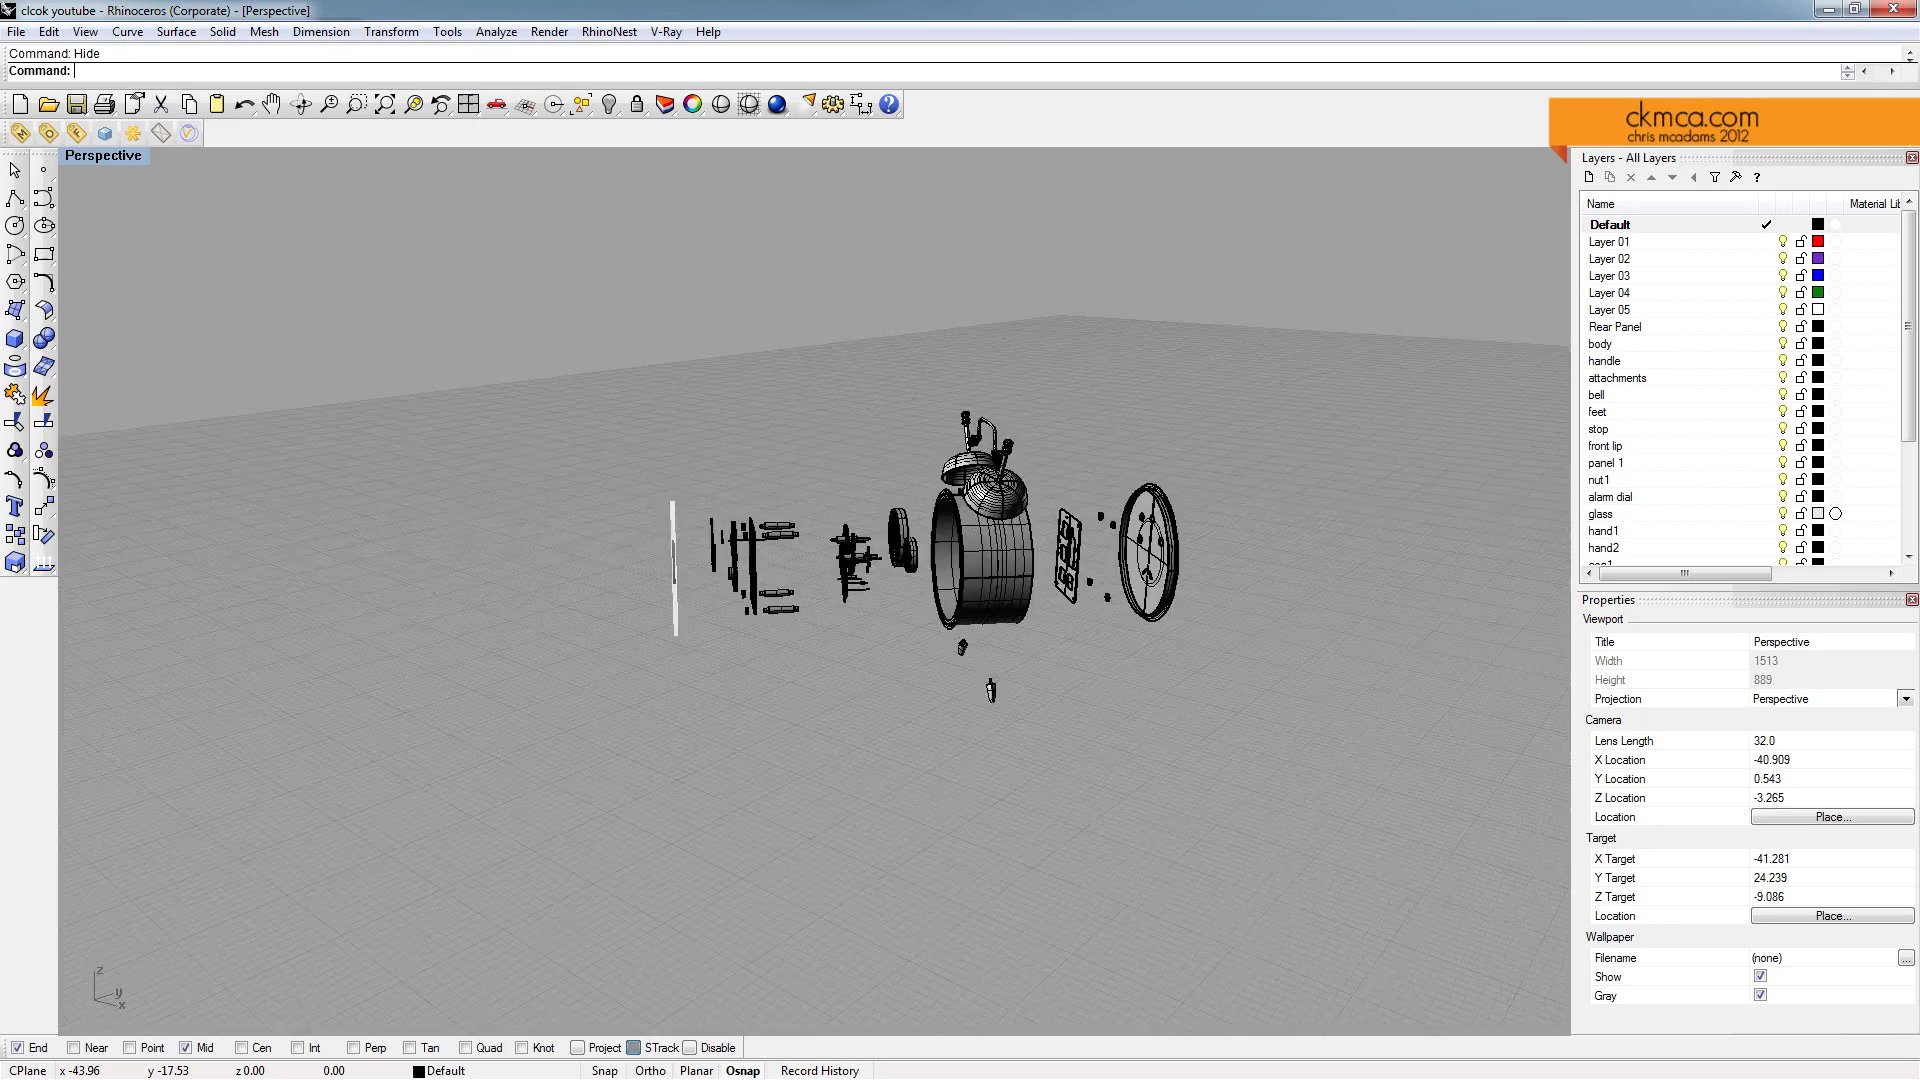 clcok youtube - Rhinoceros (Corporate) - [Perspective]
File Edit View Curve Surface Solid Mesh Dimension Transform Tools Analyze Render RhinoNest V-Ray Help
Command: Hide
Command:
ckmca.com
chris mcadams 2012
Perspective
Layers - All Layers
Name Material Lib
Default
Layer 01
Layer 02
Layer 03
Layer 04
Layer 05
Rear Panel
body
handle
attachments
bell
feet
stop
front lip
panel 1
nut1
alarm dial
glass
hand1
hand2
Properties
Viewport
Title Perspective
Width 1513
Height 889
Projection Perspective
Camera
Lens Length 32.0
X Location -40.909
Y Location 0.543
Z Location -3.265
Location Place...
Target
X Target -41.281
Y Target 24.239
Z Target -9.086
Location Place...
Wallpaper
Filename (none) ...
Show
Gray
z
y
x
End Near Point Mid Cen Int Perp Tan Quad Knot Project STrack Disable
CPlane x -43.96 y -17.53 z 0.00 0.00 Default Snap Ortho Planar Osnap Record History